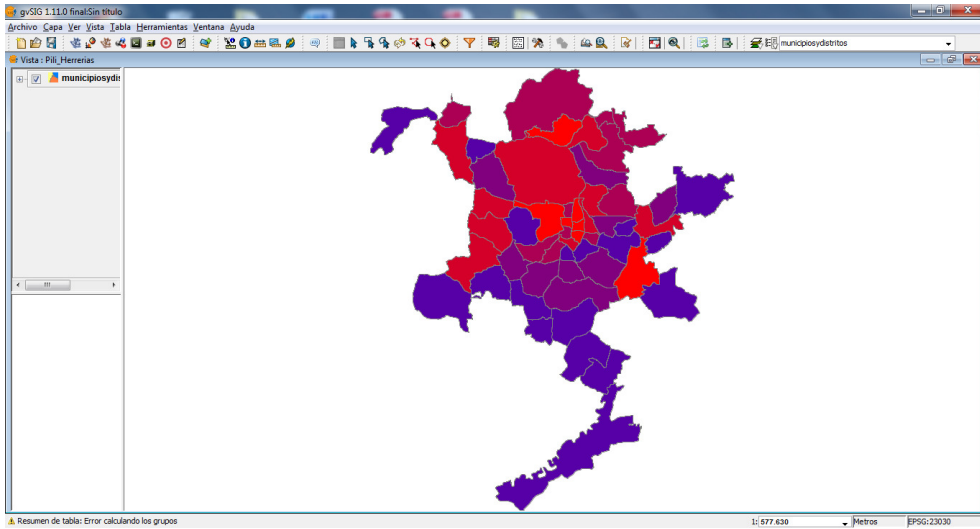 gvSIG 1.11.0 final:Sin título
Archivo Capa Ver Vista Tabla Herramientas Ventana Ayuda
municipiosydistritos
Vista : Pili_Herrerias
municipiosydis
Resumen de tabla: Error calculando los grupos
1: 577.630
Metros
EPSG:23030